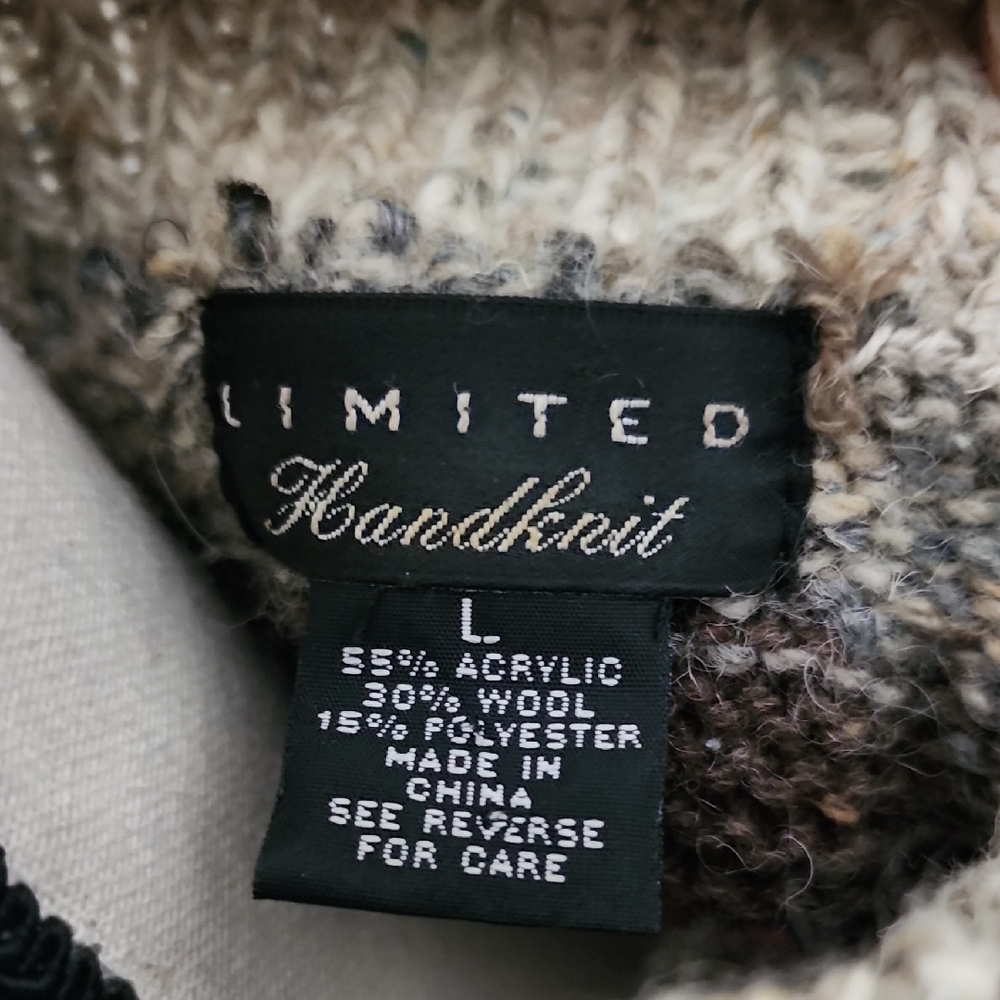 LIMITED
Handknit
L
55% ACRYLIC
30% WOOL
15% POLYESTER
MADE IN
CHINA
SEE REVERSE
FOR CARE